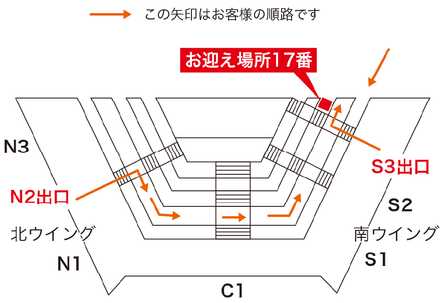 この矢印はお客様の順路です
お迎え場所17番
N3
S3出口
N2出口
S2
北ウイング
南ウイング
N1
S1
C1